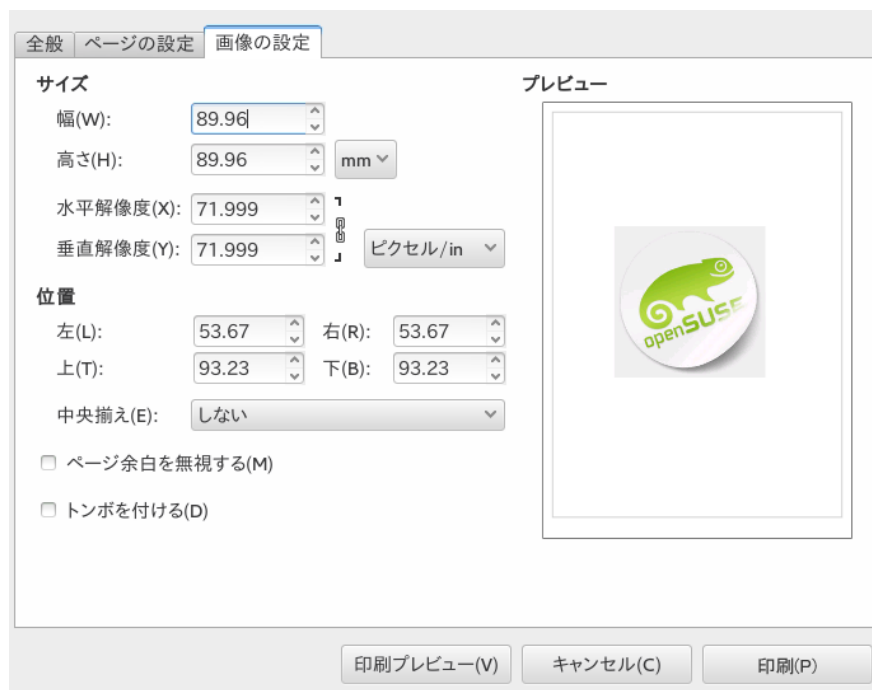 全般 ページの設定 画像の設定
サイズ
幅(W): 89.96
高さ(H): 89.96 mm
水平解像度(X): 71.999
垂直解像度(Y): 71.999 ピクセル/in
位置
左(L): 53.67 右(R): 53.67
上(T): 93.23 下(B): 93.23
中央揃え(E): しない
ページ余白を無視する(M)
トンボを付ける(D)
プレビュー
openSUSE
印刷プレビュー(V) キャンセル(C) 印刷(P)